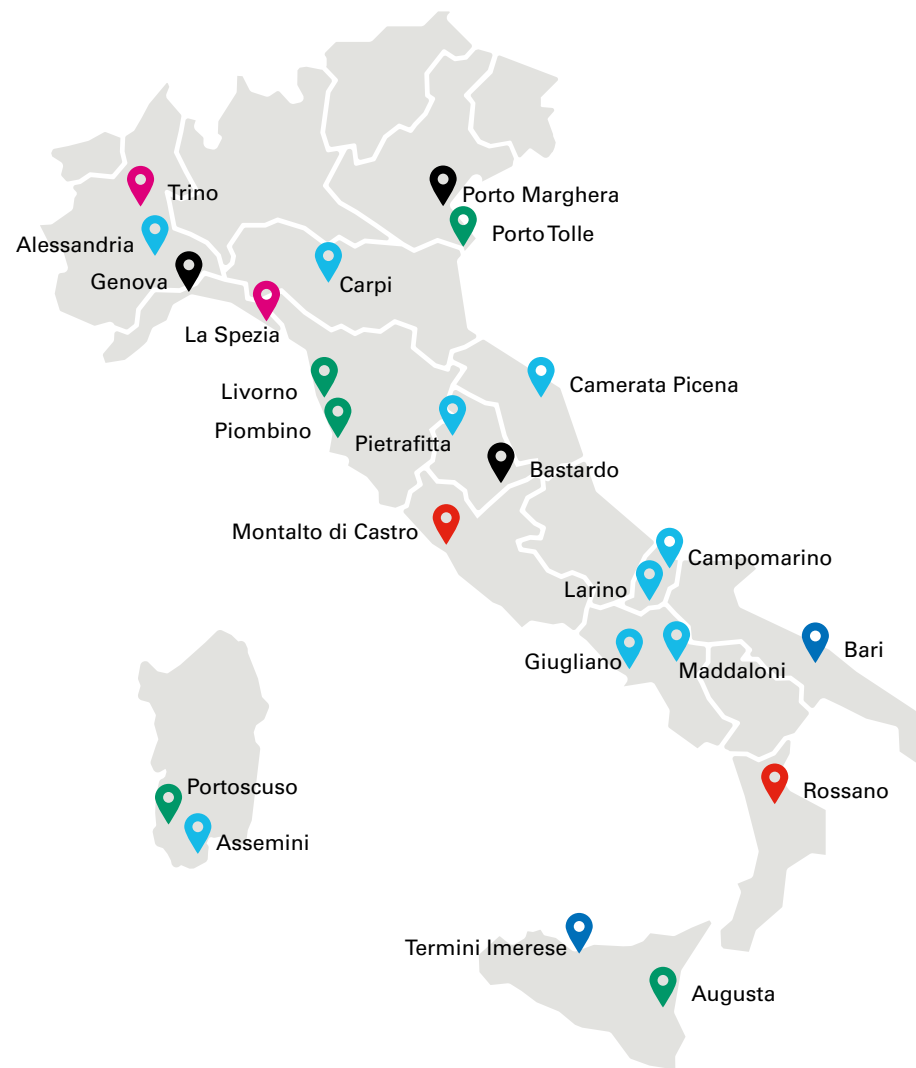 Trino
Porto Marghera
Porto Tolle
Alessandria
Genova
Carpi
La Spezia
Livorno
Camerata Picena
Piombino
Pietrafitta
Bastardo
Montalto di Castro
Campomarino
Larino
Giugliano
Maddaloni
Bari
Portoscuso
Rossano
Assemini
Termini Imerese
Augusta